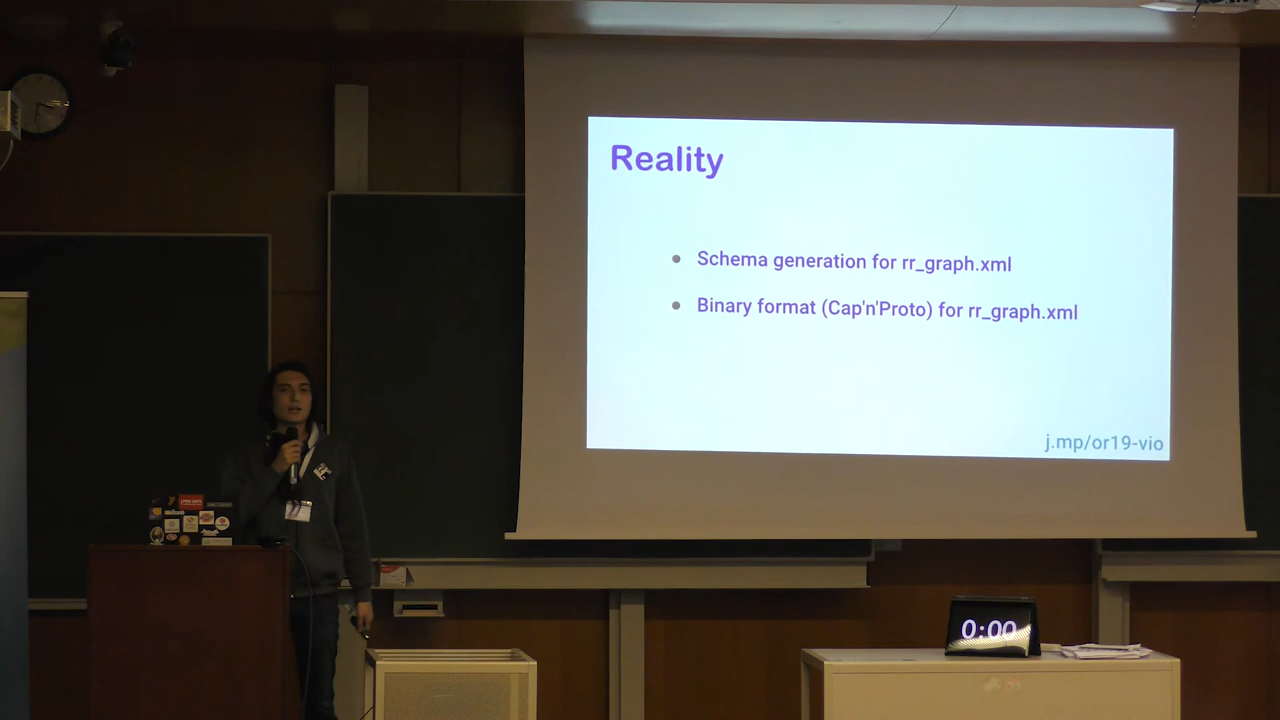 Reality
Schema generation for rr_graph.xml
Binary format (Cap'n'Proto) for rr_graph.xml
j.mp/or19-vio
0:00